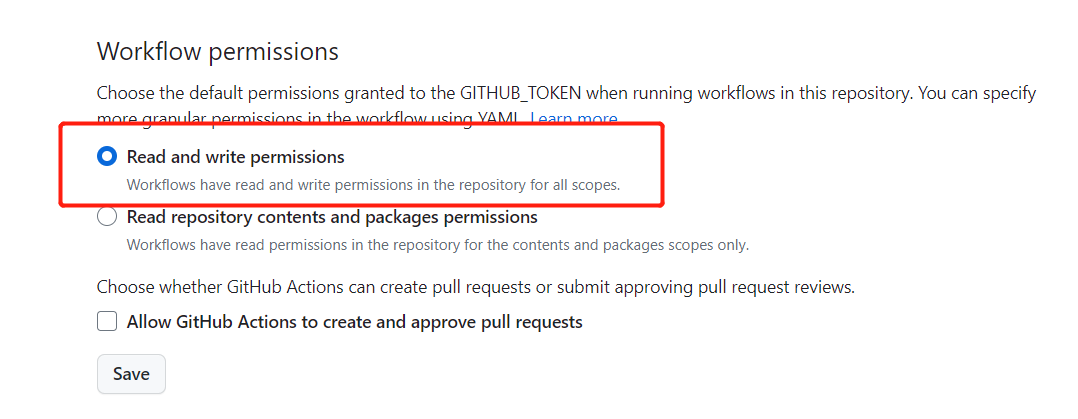 Workflow permissions
Choose the default permissions granted to the GITHUB_TOKEN when running workflows in this repository. You can specify
more granular permissions in the workflow using YAML. Learn more.
Read and write permissions
Workflows have read and write permissions in the repository for all scopes.
Read repository contents and packages permissions
Workflows have read permissions in the repository for the contents and packages scopes only.
Choose whether GitHub Actions can create pull requests or submit approving pull request reviews.
Allow GitHub Actions to create and approve pull requests
Save